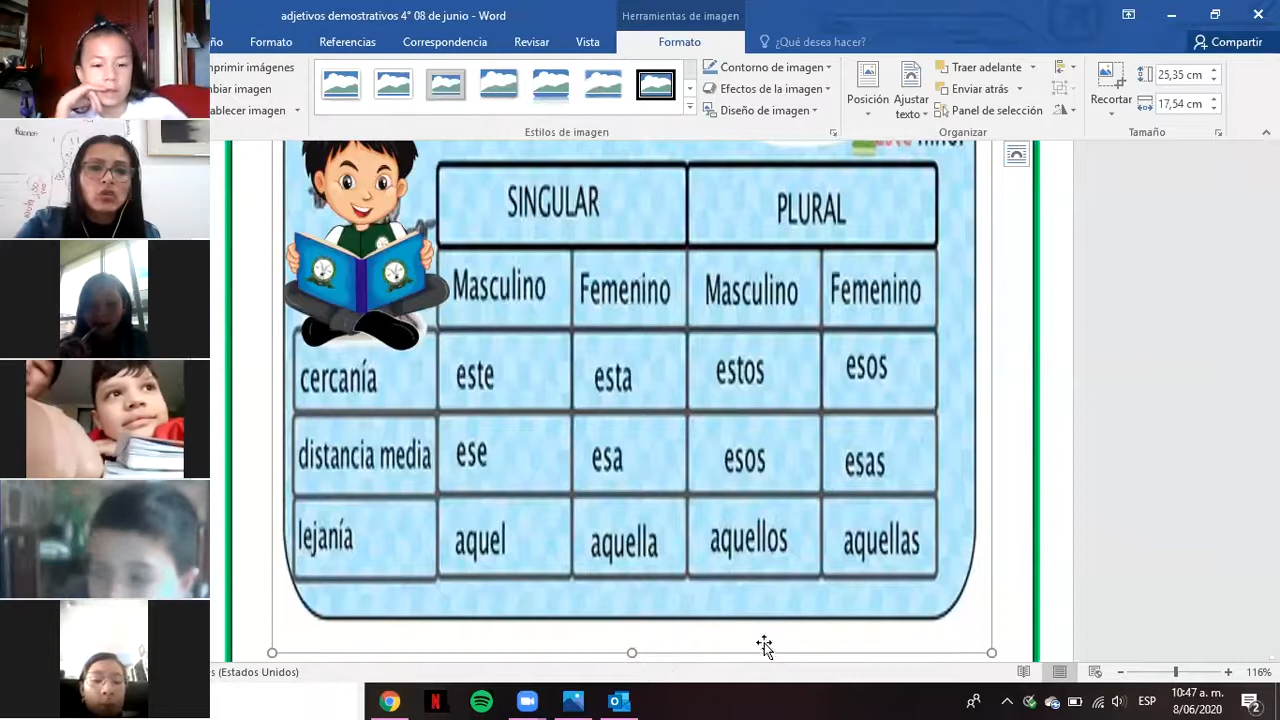 adjetivos demostrativos 4° 08 de junio - Word
Herramientas de imagen
ño Formato Referencias Correspondencia Revisar Vista Formato ¿Qué desea hacer? Compartir
mprimir imágenes
mbiar imagen
tablecer imagen
Contorno de imagen
Efectos de la imagen
Diseño de imagen
Estilos de imagen
Posición
Ajustar
texto
Traer adelante
Enviar atrás
Panel de selección
Organizar
Recortar
25,35 cm
17,54 cm
Tamaño
SINGULAR PLURAL
Masculino Femenino Masculino Femenino
cercanía este esta estos esos
distancia media ese esa esos esas
lejanía aquel aquella aquellos aquellas
s (Estados Unidos)
116%
ESP
10:47 a. m.
8/06/2020
2